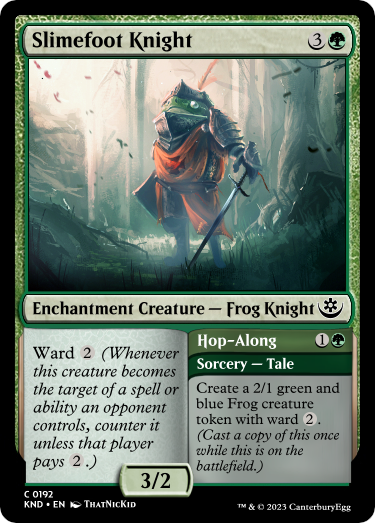 Slimefoot Knight 3
Enchantment Creature — Frog Knight
Ward 2 (Whenever
this creature becomes
the target of a spell or
ability an opponent
controls, counter it
unless that player
pays 2.)
Hop-Along 1
Sorcery — Tale
Create a 2/1 green and
blue Frog creature
token with ward 2.
(Cast a copy of this once
while this is on the
battlefield.)
3/2
C 0192
KND • EN ThatNicKid
™ & © 2023 CanterburyEgg